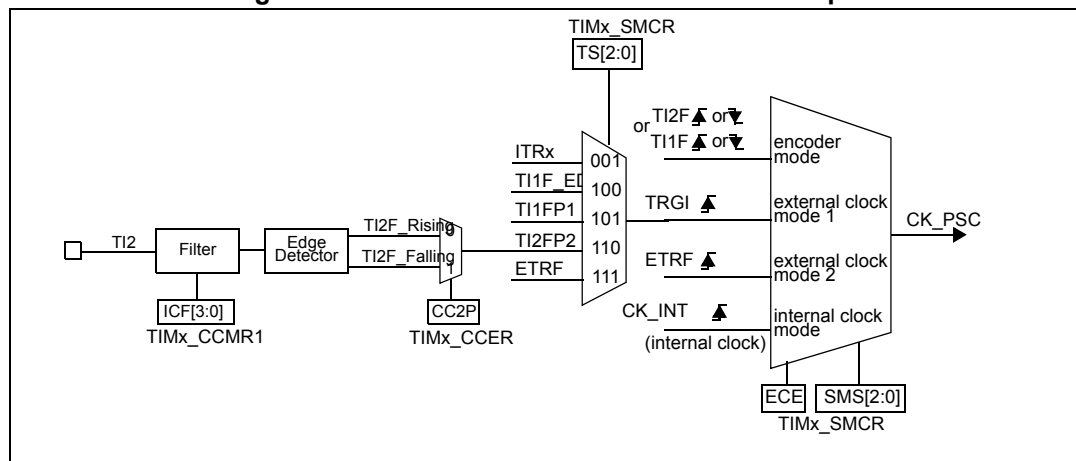 TIMx_SMCR
TS[2:0]
or TI2F or
TI1F or
encoder
mode
ITRx
001
TI1F_ED
100
TI1FP1
101
TRGI
external clock
mode 1
CK_PSC
TI2
Filter
Edge
Detector
TI2F_Rising
0
TI2F_Falling
1
TI2FP2
110
ETRF
111
ETRF
external clock
mode 2
CK_INT
(internal clock)
internal clock
mode
ICF[3:0]
TIMx_CCMR1
CC2P
TIMx_CCER
ECE
SMS[2:0]
TIMx_SMCR